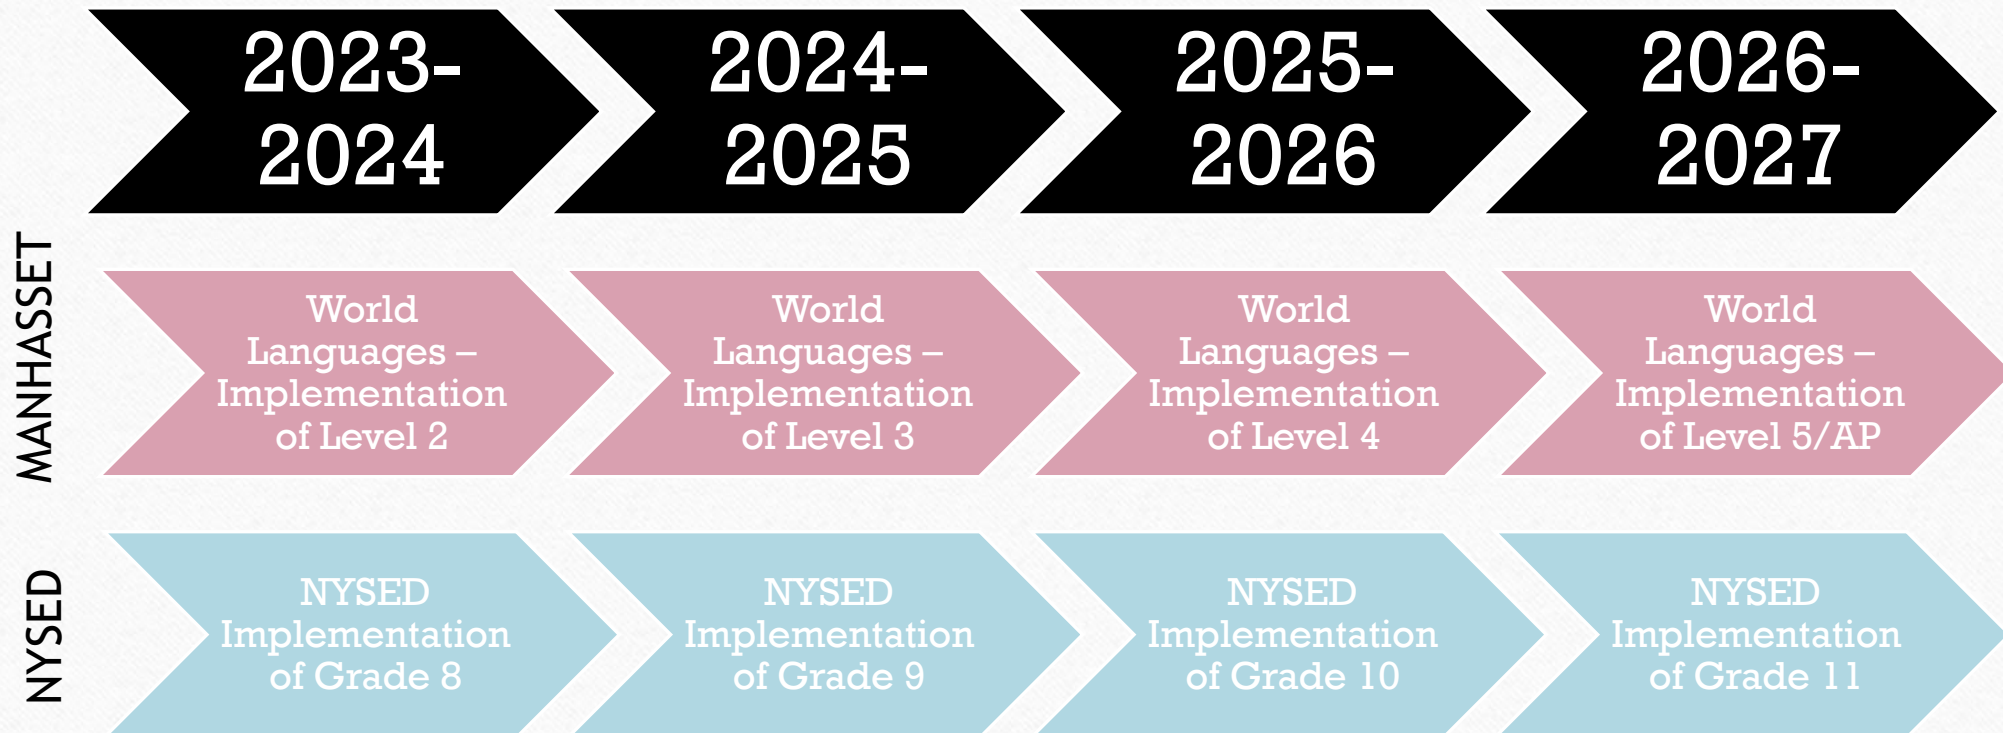 2023-
2024
2024-
2025
2025-
2026
2026-
2027
MANHASSET
World
Languages –
Implementation
of Level 2
World
Languages –
Implementation
of Level 3
World
Languages –
Implementation
of Level 4
World
Languages –
Implementation
of Level 5/AP
NYSED
NYSED
Implementation
of Grade 8
NYSED
Implementation
of Grade 9
NYSED
Implementation
of Grade 10
NYSED
Implementation
of Grade 11